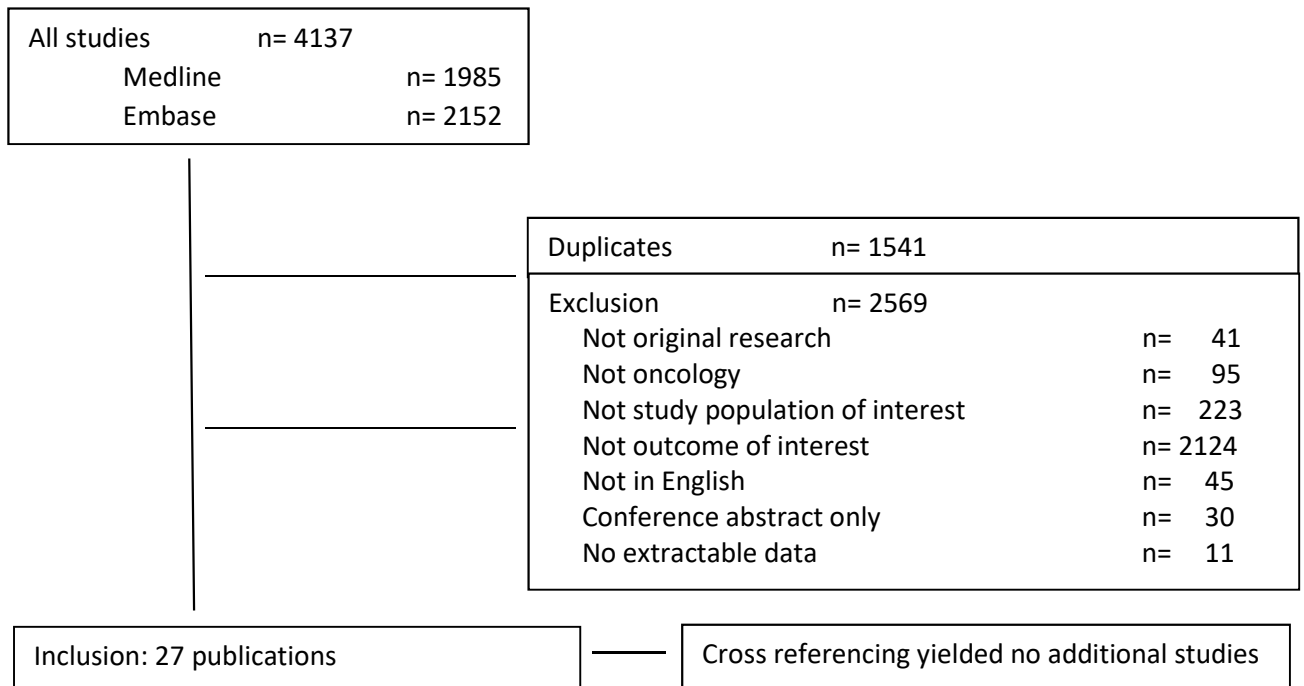 All studies n= 4137
Medline n= 1985
Embase n= 2152
Duplicates n= 1541
Exclusion n= 2569
Not original research n= 41
Not oncology n= 95
Not study population of interest n= 223
Not outcome of interest n= 2124
Not in English n= 45
Conference abstract only n= 30
No extractable data n= 11
Inclusion: 27 publications
Cross referencing yielded no additional studies